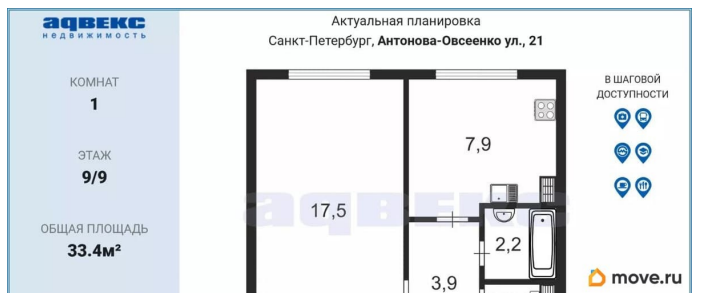 адвекс
недвижимость
КОМНАТ
1
ЭТАЖ
9/9
ОБЩАЯ ПЛОЩАДЬ
33.4м²
Актуальная планировка
Санкт-Петербург, Антонова-Овсеенко ул., 21
17,5
7,9
2,2
3,9
адвекс
В ШАГОВОЙ
ДОСТУПНОСТИ
move.ru